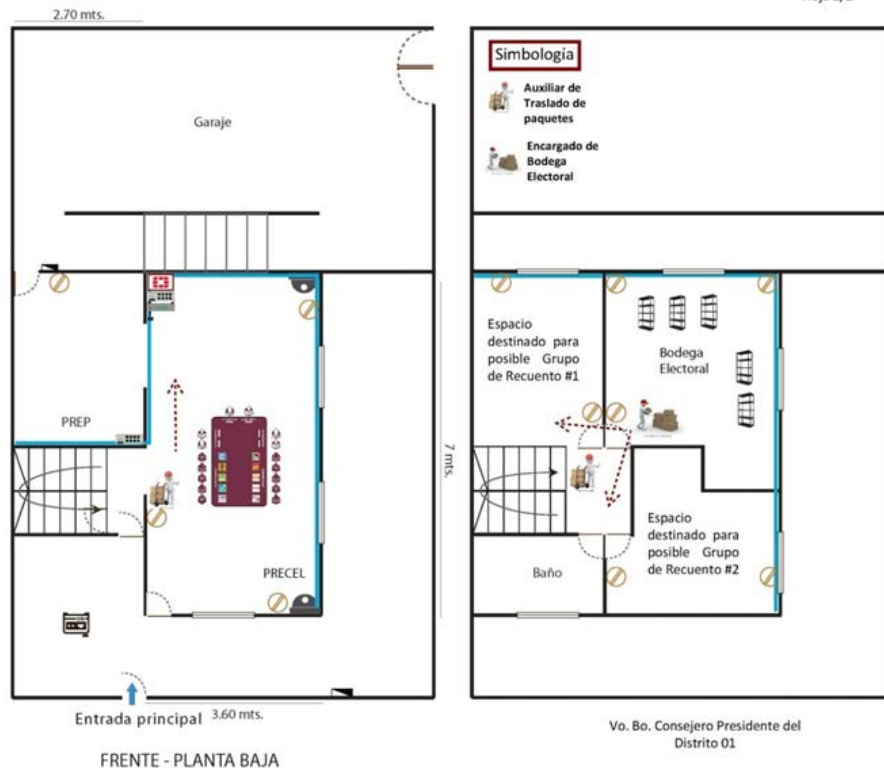 2.70 mts.
Garaje
PREP
PRECEL
7 mts.
Entrada principal
3.60 mts.
FRENTE - PLANTA BAJA
Simbología
Auxiliar de
Traslado de
paquetes
Encargado de
Bodega
Electoral
Espacio
destinado para
posible Grupo
de Recuento #1
Bodega
Electoral
Espacio
destinado para
posible Grupo
de Recuento #2
Baño
Vo. Bo. Consejero Presidente del
Distrito 01